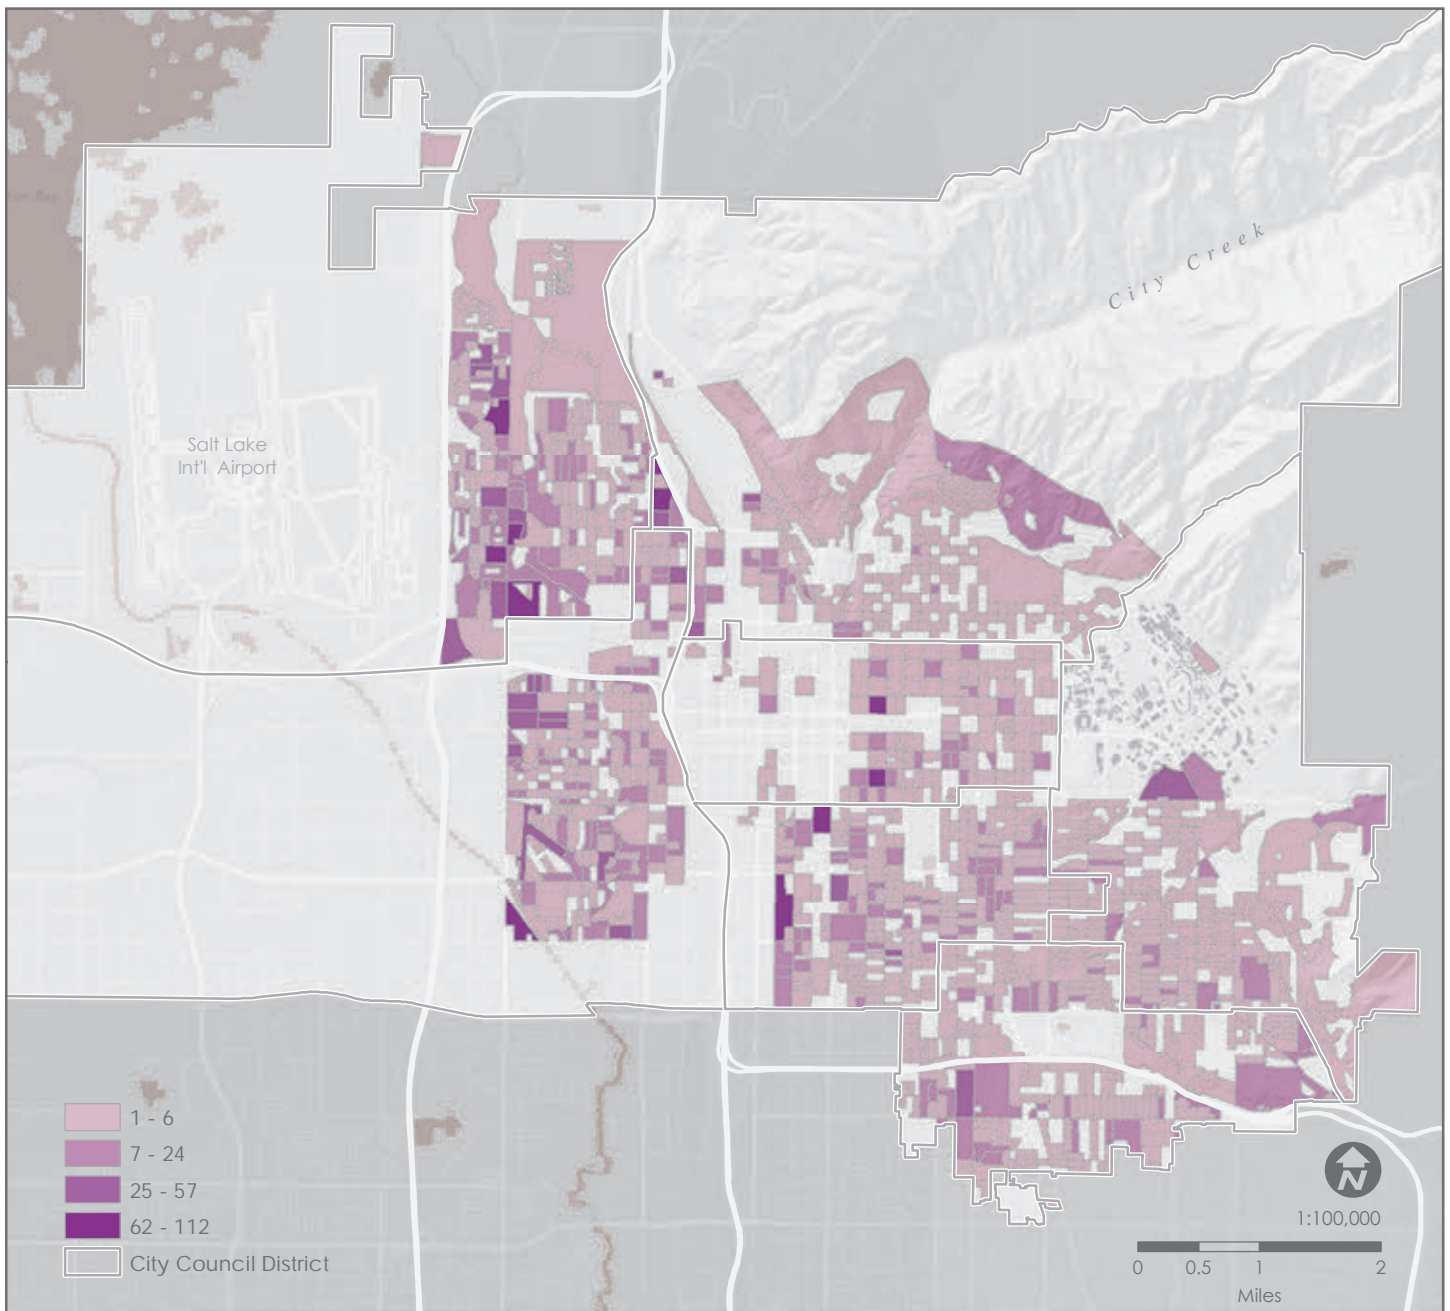 City Creek
Salt Lake
Int'l Airport
1 - 6
7 - 24
25 - 57
62 - 112
City Council District
N
1:100,000
0 0.5 1 2
Miles